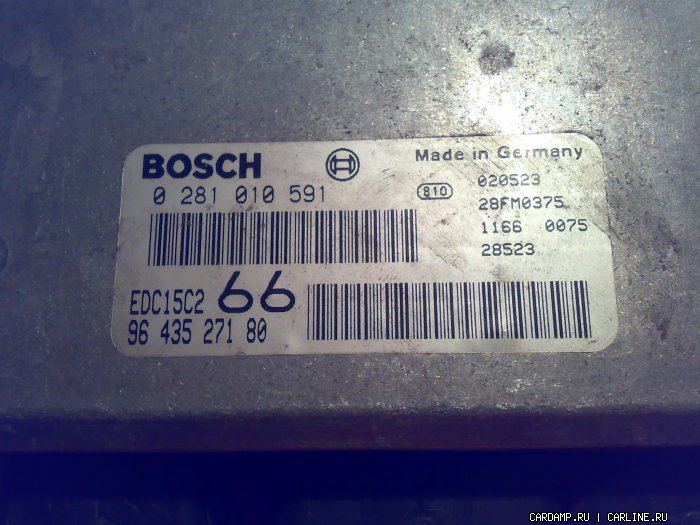 BOSCH
Made in Germany
0 281 010 591
810
020523
28FM0375
1166 0075
28523
EDC15C2 66
96 435 271 80
CARDAMP.RU | CARLINE.RU